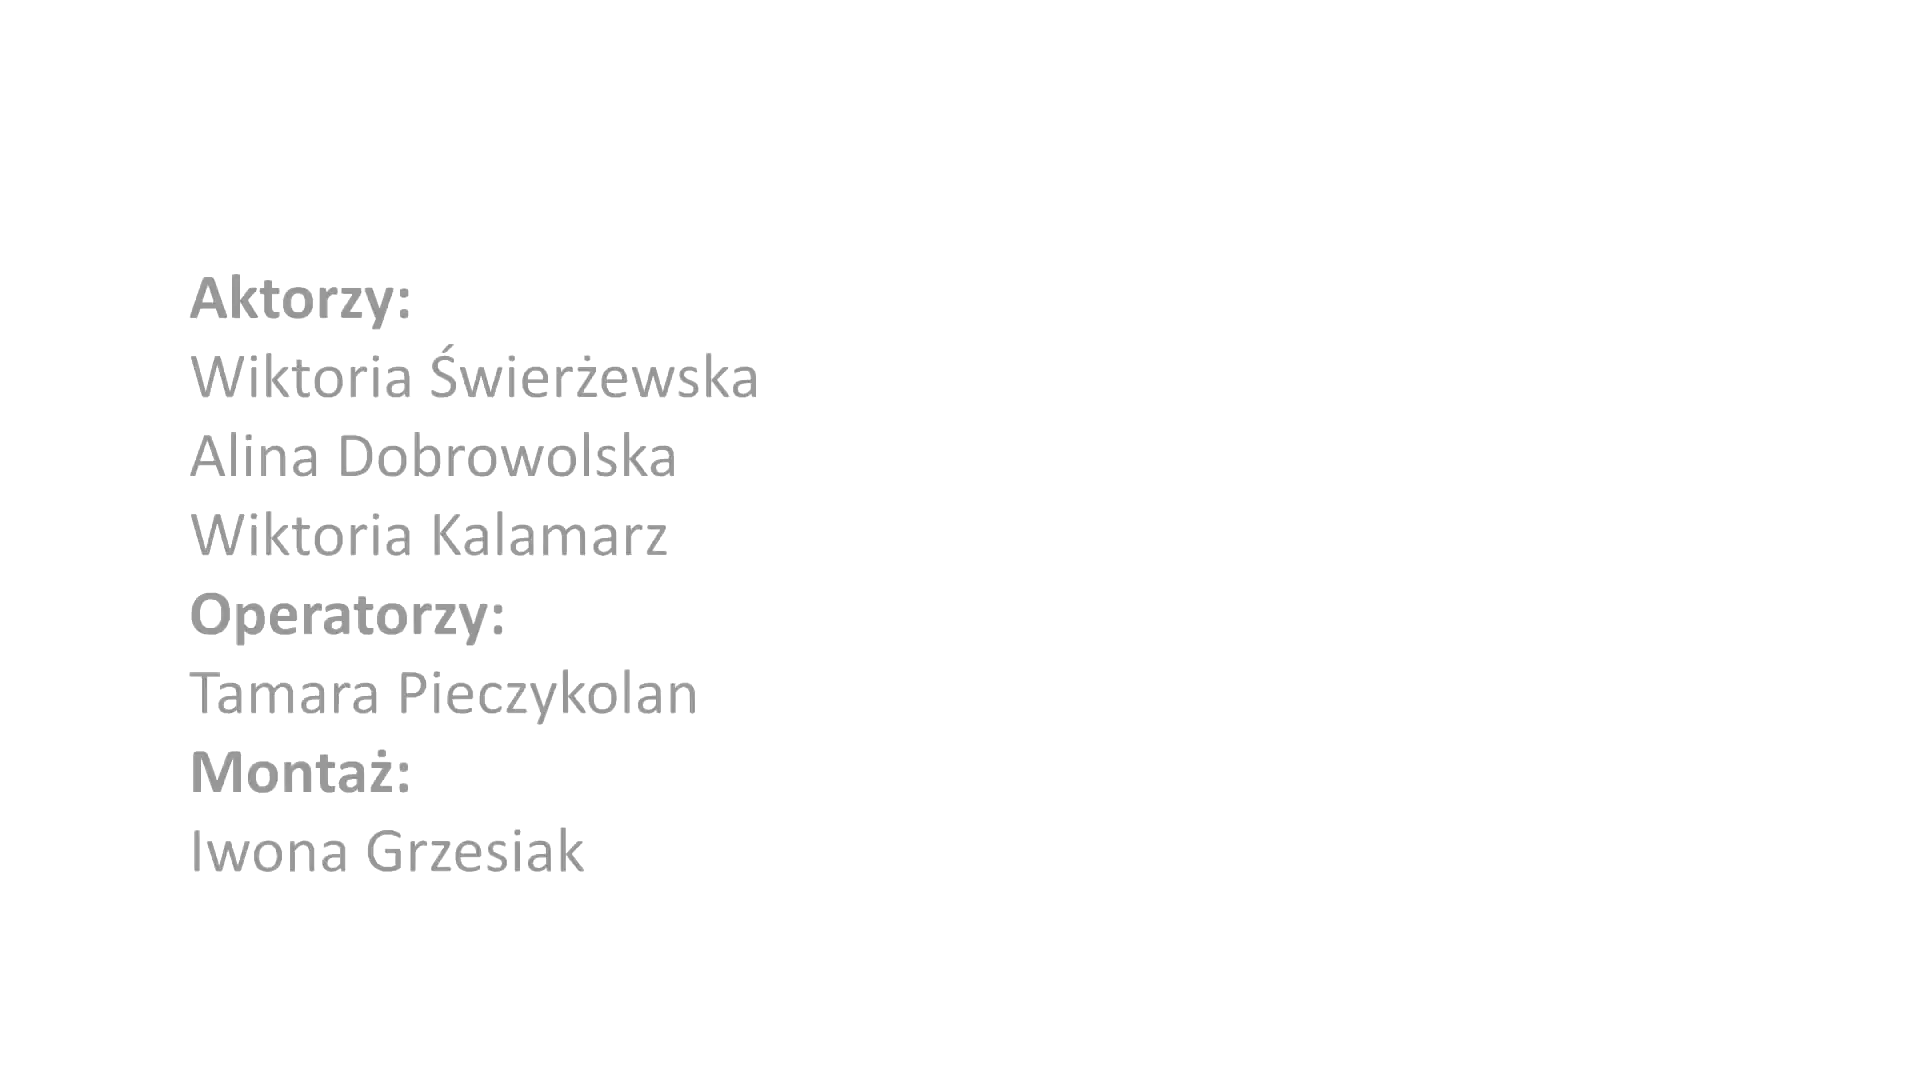 Aktorzy:
Wiktoria Świerżewska
Alina Dobrowolska
Wiktoria Kalamarz
Operatorzy:
Tamara Pieczykolan
Montaż:
Iwona Grzesiak